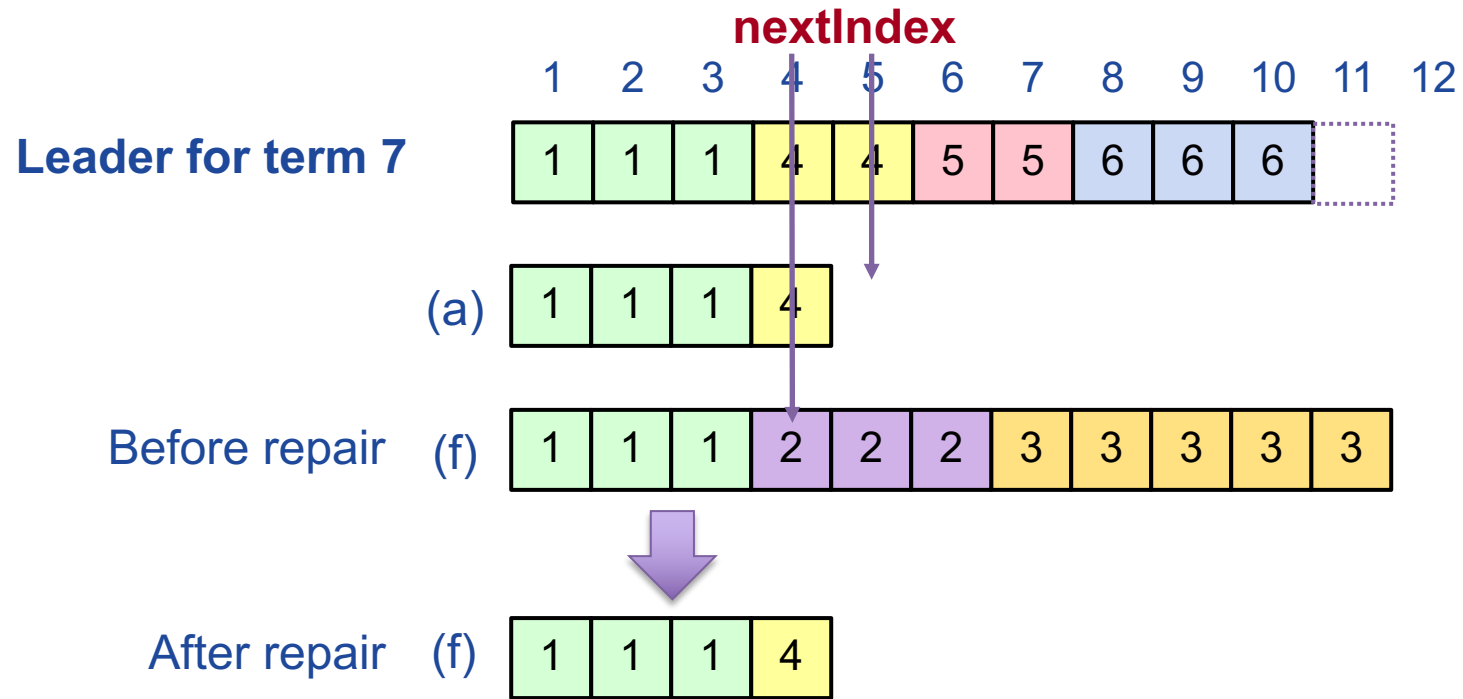 nextIndex
1 2 3 4 5 6 7 8 9 10 11 12
Leader for term 7 1 1 1 4 4 5 5 6 6 6
(a) 1 1 1 4
Before repair (f) 1 1 1 2 2 2 3 3 3 3 3
After repair (f) 1 1 1 4